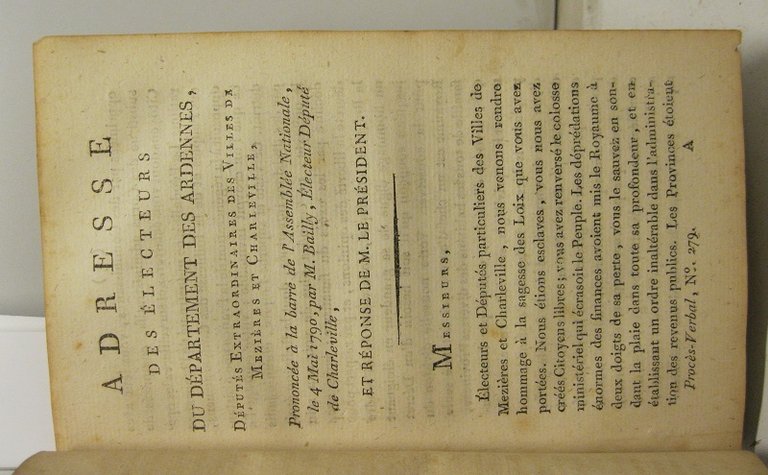 ADRESSE
DES ÉLECTEURS
DU DÉPARTEMENT DES ARDENNES,
DÉPUTÉS EXTRAORDINAIRES DES VILLES DE
MEZIÈRES ET CHARLEVILLE,
Prononcée à la barre de l'Assemblée Nationale,
le 4 Mai 1790, par M. Bailly, Électeur Député
de Charleville,
ET RÉPONSE DE M. LE PRÉSIDENT.
MESSIEURS,
Électeurs et Députés particuliers des Villes de
Mezières et Charleville, nous venons rendre
hommage à la sagesse des Loix que vous avez
portées. Nous étions esclaves, vous nous avez
créés Citoyens libres; vous avez renversé le colosse
ministériel qui écrasoit le Peuple. Les déprédations
énormes des finances avoient mis le Royaume à
deux doigts de sa perte, vous le sauvez en son-
dant la plaie dans toute sa profondeur, et en
établissant un ordre inaltérable dans l'administra-
tion des revenus publics. Les Provinces étoient
Procès-Verbal, N°. 279. A